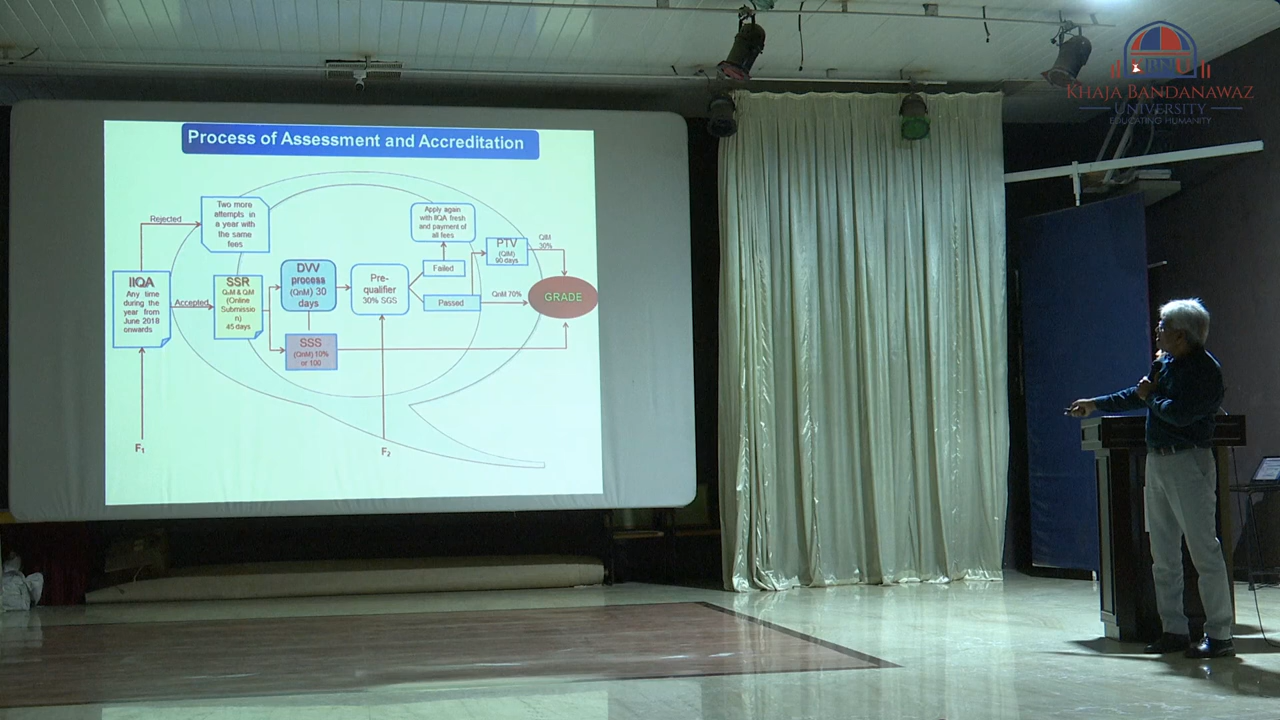 Process of Assessment and Accreditation
Rejected
Two more
attempts in
a year with
the same
fees
IIQA
Any time
during the
year from
June 2018
onwards
Accepted
SSR
QnM & QlM
(Online
Submissio
n)
45 days
DVV
process
(QnM) 30
days
SSS
(QnM) 10%
or 100
Pre-
qualifier
30% SGS
Apply again
with IIQA fresh
and payment of
all fees
Failed
Passed
PTV
(QlM)
90 days
QlM
30%
QnM 70%
GRADE
F1
F2
KBNU
KHAJA BANDANAWAZ
UNIVERSITY
EDUCATING HUMANITY